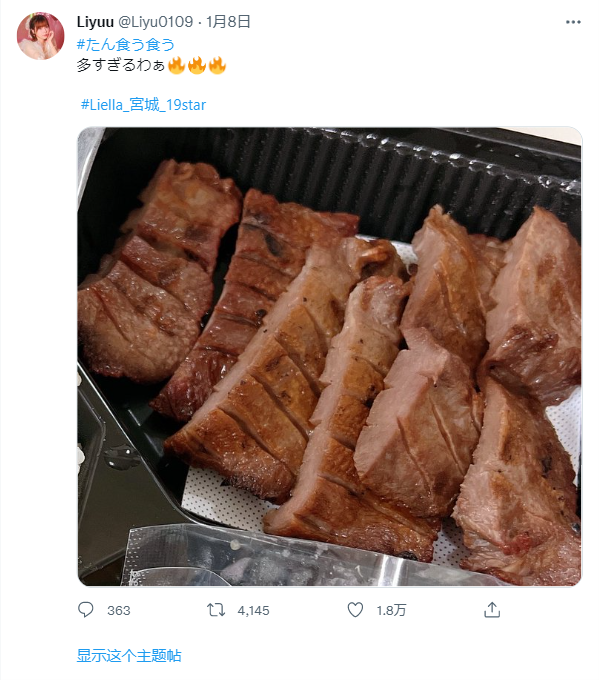 Liyuu @Liyu0109 · 1月8日
#たん食う食う
多すぎるわぁ🔥🔥🔥
#Liella_宮城_19star
363 4,145 1.8万
显示这个主题帖